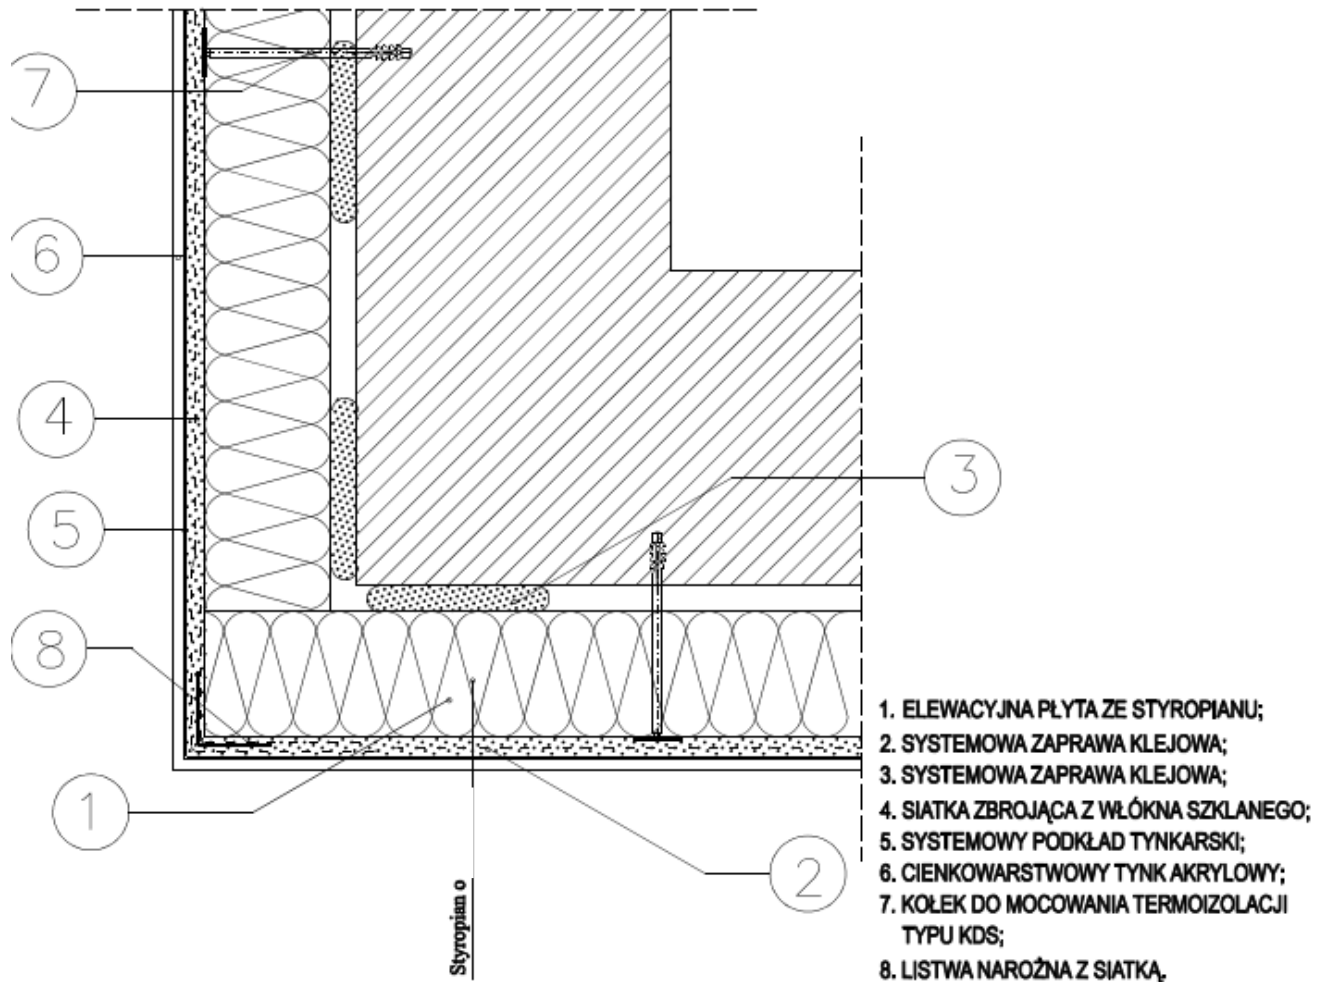 7
6
4
5
8
1
3
2
Styropian o
1. ELEWACYJNA PŁYTA ZE STYROPIANU;
2. SYSTEMOWA ZAPRAWA KLEJOWA;
3. SYSTEMOWA ZAPRAWA KLEJOWA;
4. SIATKA ZBROJĄCA Z WŁÓKNA SZKLANEGO;
5. SYSTEMOWY PODKŁAD TYNKARSKI;
6. CIENKOWARSTWOWY TYNK AKRYLOWY;
7. KOŁEK DO MOCOWANIA TERMOIZOLACJI
TYPU KDS;
8. LISTWA NAROŻNA Z SIATKĄ.